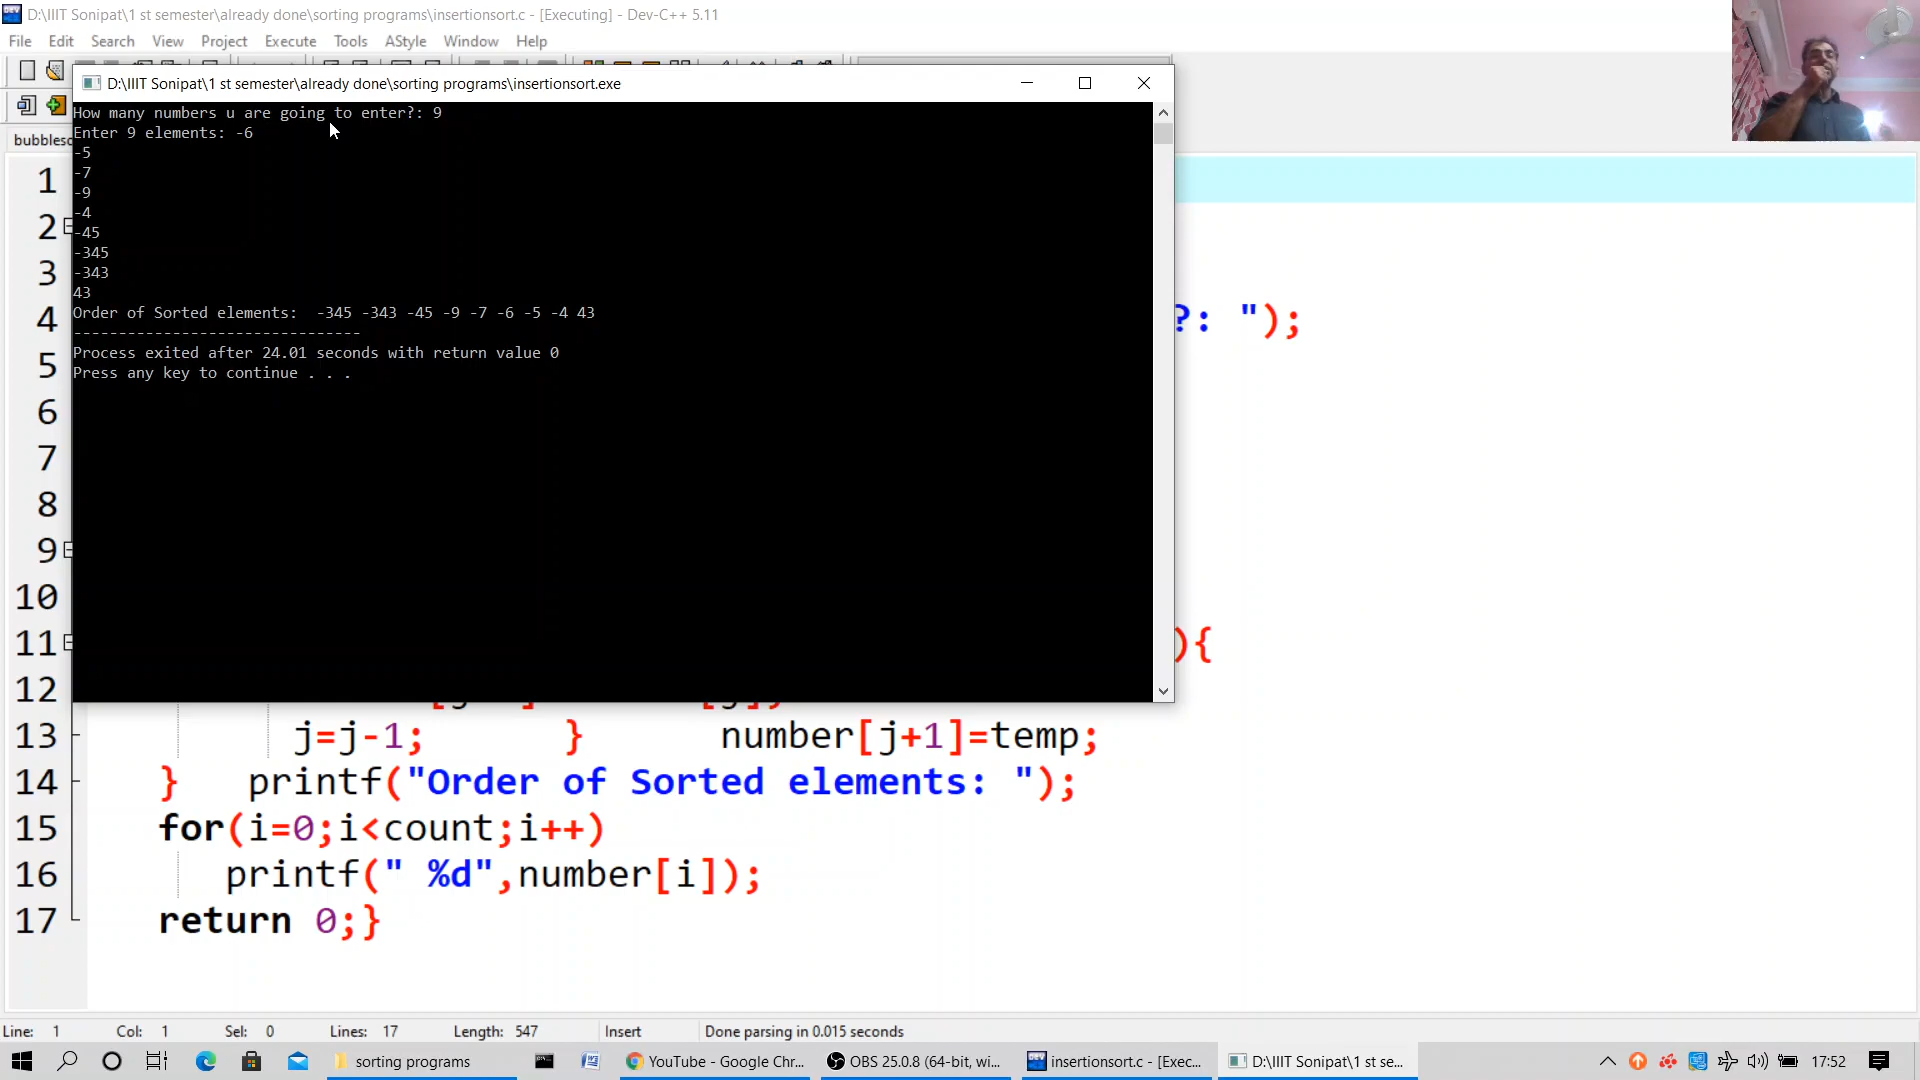 D:\IIIT Sonipat\1 st semester\already done\sorting programs\insertionsort.c - [Executing] - Dev-C++ 5.11
File Edit Search View Project Execute Tools AStyle Window Help
D:\IIIT Sonipat\1 st semester\already done\sorting programs\insertionsort.exe
How many numbers u are going to enter?: 9
Enter 9 elements: -6
-5
-7
-9
-4
-45
-345
-343
43
Order of Sorted elements:  -345 -343 -45 -9 -7 -6 -5 -4 43
--------------------------------
Process exited after 24.01 seconds with return value 0
Press any key to continue . . .
1
2
3
4 ?: ");
5
6
7
8
9
10
11 ){
12
13 j=j-1; } number[j+1]=temp;
14 } printf("Order of Sorted elements: ");
15 for(i=0;i<count;i++)
16 printf(" %d",number[i]);
17 return 0;}
Line: 1 Col: 1 Sel: 0 Lines: 17 Length: 547 Insert Done parsing in 0.015 seconds
sorting programs YouTube - Google Chr... OBS 25.0.8 (64-bit, wi... insertionsort.c - [Exec... D:\IIIT Sonipat\1 st se... 17:52